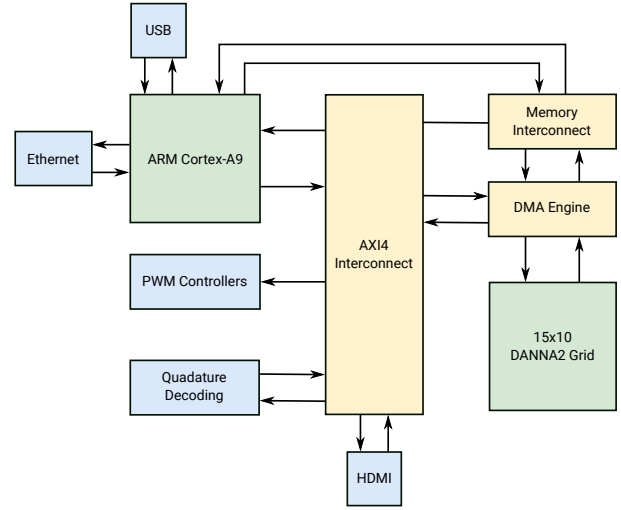 USB
Ethernet
ARM Cortex-A9
Memory
Interconnect
DMA Engine
AXI4
Interconnect
PWM Controllers
15x10
DANNA2 Grid
Quadature
Decoding
HDMI